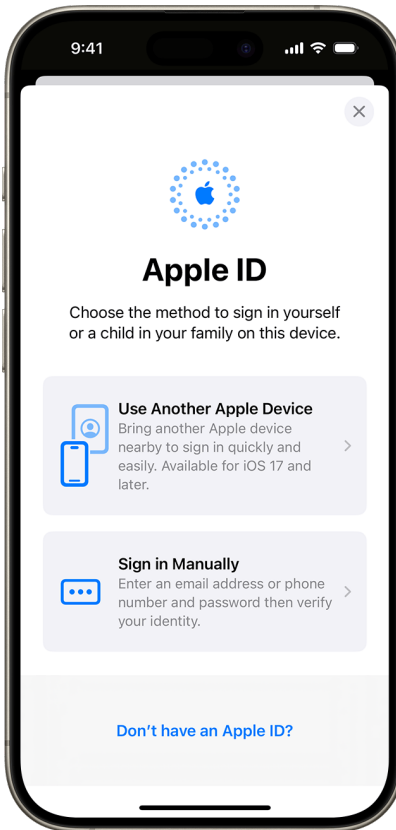 9:41
Apple ID
Choose the method to sign in yourself
or a child in your family on this device.
Use Another Apple Device
Bring another Apple device
nearby to sign in quickly and
easily. Available for iOS 17 and
later.
Sign in Manually
Enter an email address or phone
number and password then verify
your identity.
Don’t have an Apple ID?